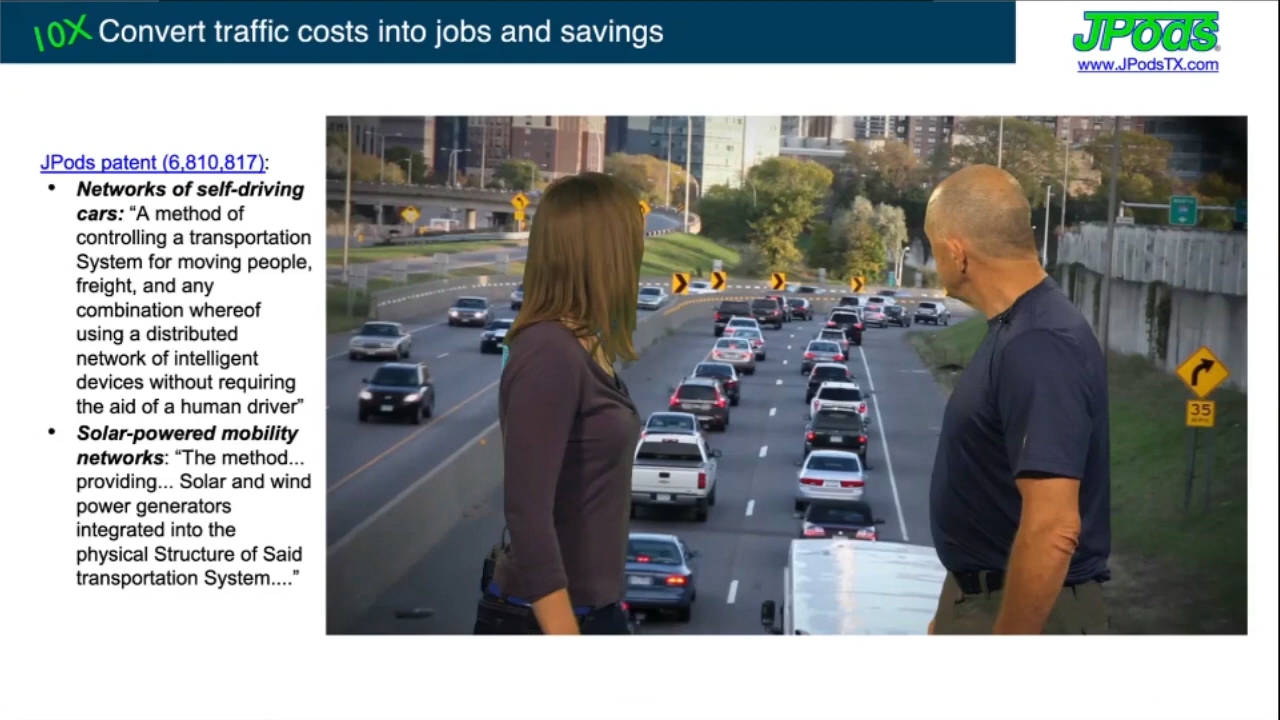 10X Convert traffic costs into jobs and savings
JPods
www.JPodsTX.com
JPods patent (6,810,817):
• Networks of self-driving
cars: “A method of
controlling a transportation
System for moving people,
freight, and any
combination whereof
using a distributed
network of intelligent
devices without requiring
the aid of a human driver”
• Solar-powered mobility
networks: “The method...
providing... Solar and wind
power generators
integrated into the
physical Structure of Said
transportation System....”
35